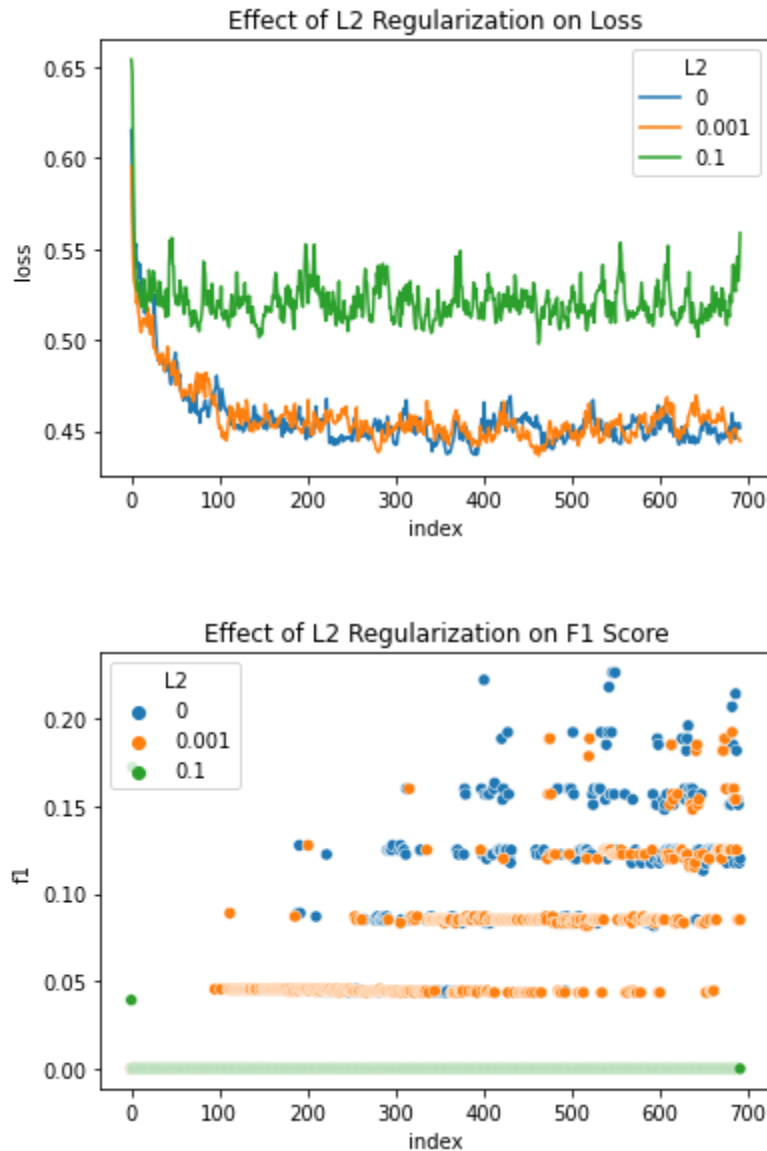 Effect of L2 Regularization on Loss
0.65
0.60
0.55
0.50
0.45
loss
L2
0
0.001
0.1
0 100 200 300 400 500 600 700
index
Effect of L2 Regularization on F1 Score
L2
0
0.001
0.1
0.20
0.15
0.10
0.05
0.00
f1
0 100 200 300 400 500 600 700
index